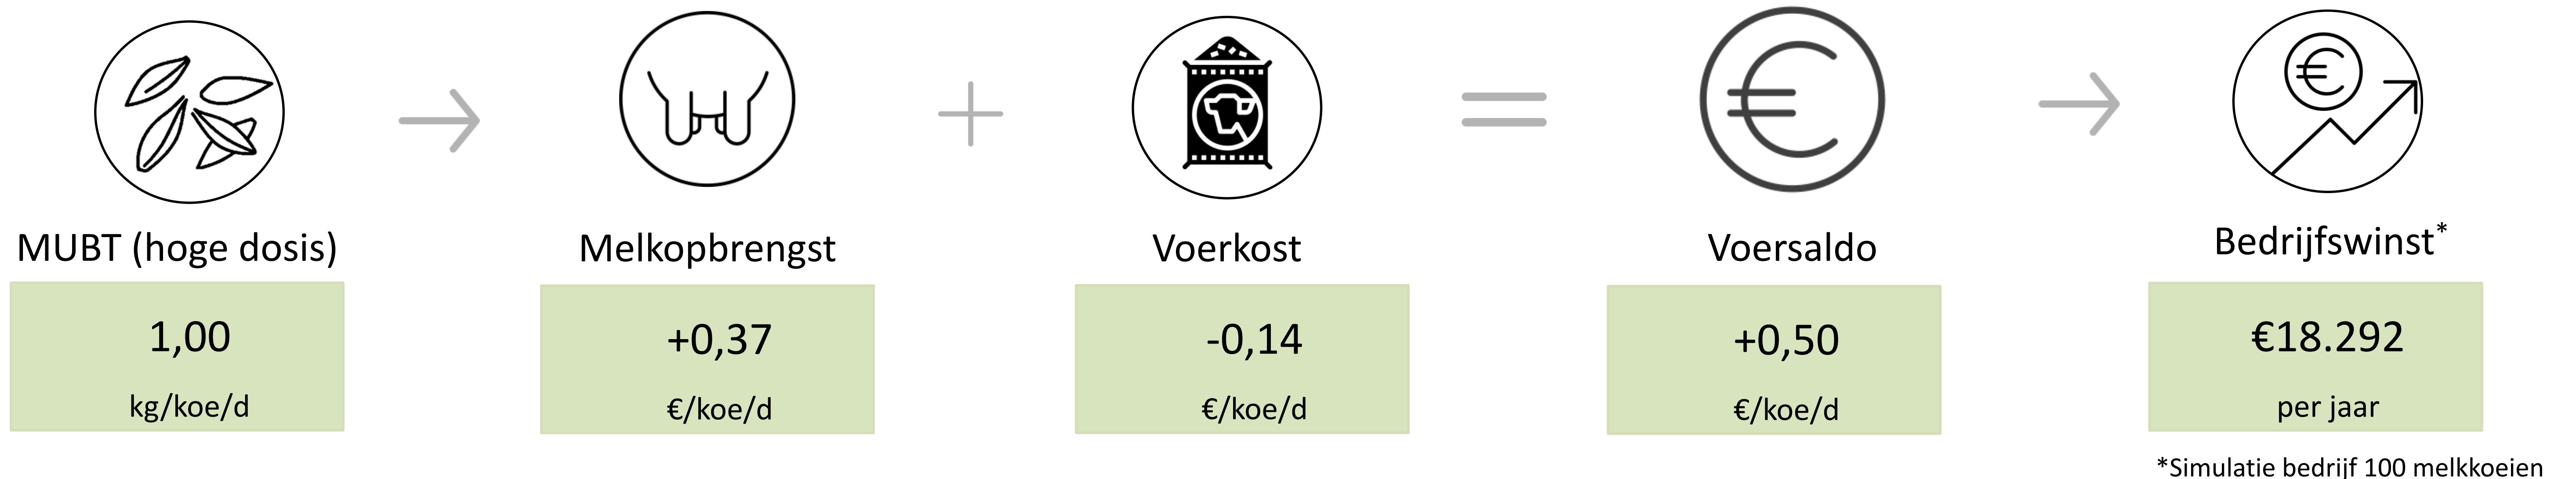 MUBT (hoge dosis)
1,00
kg/koe/d
Melkopbrengst
+0,37
€/koe/d
Voerkost
-0,14
€/koe/d
Voersaldo
+0,50
€/koe/d
Bedrijfswinst*
€18.292
per jaar
*Simulatie bedrijf 100 melkkoeien